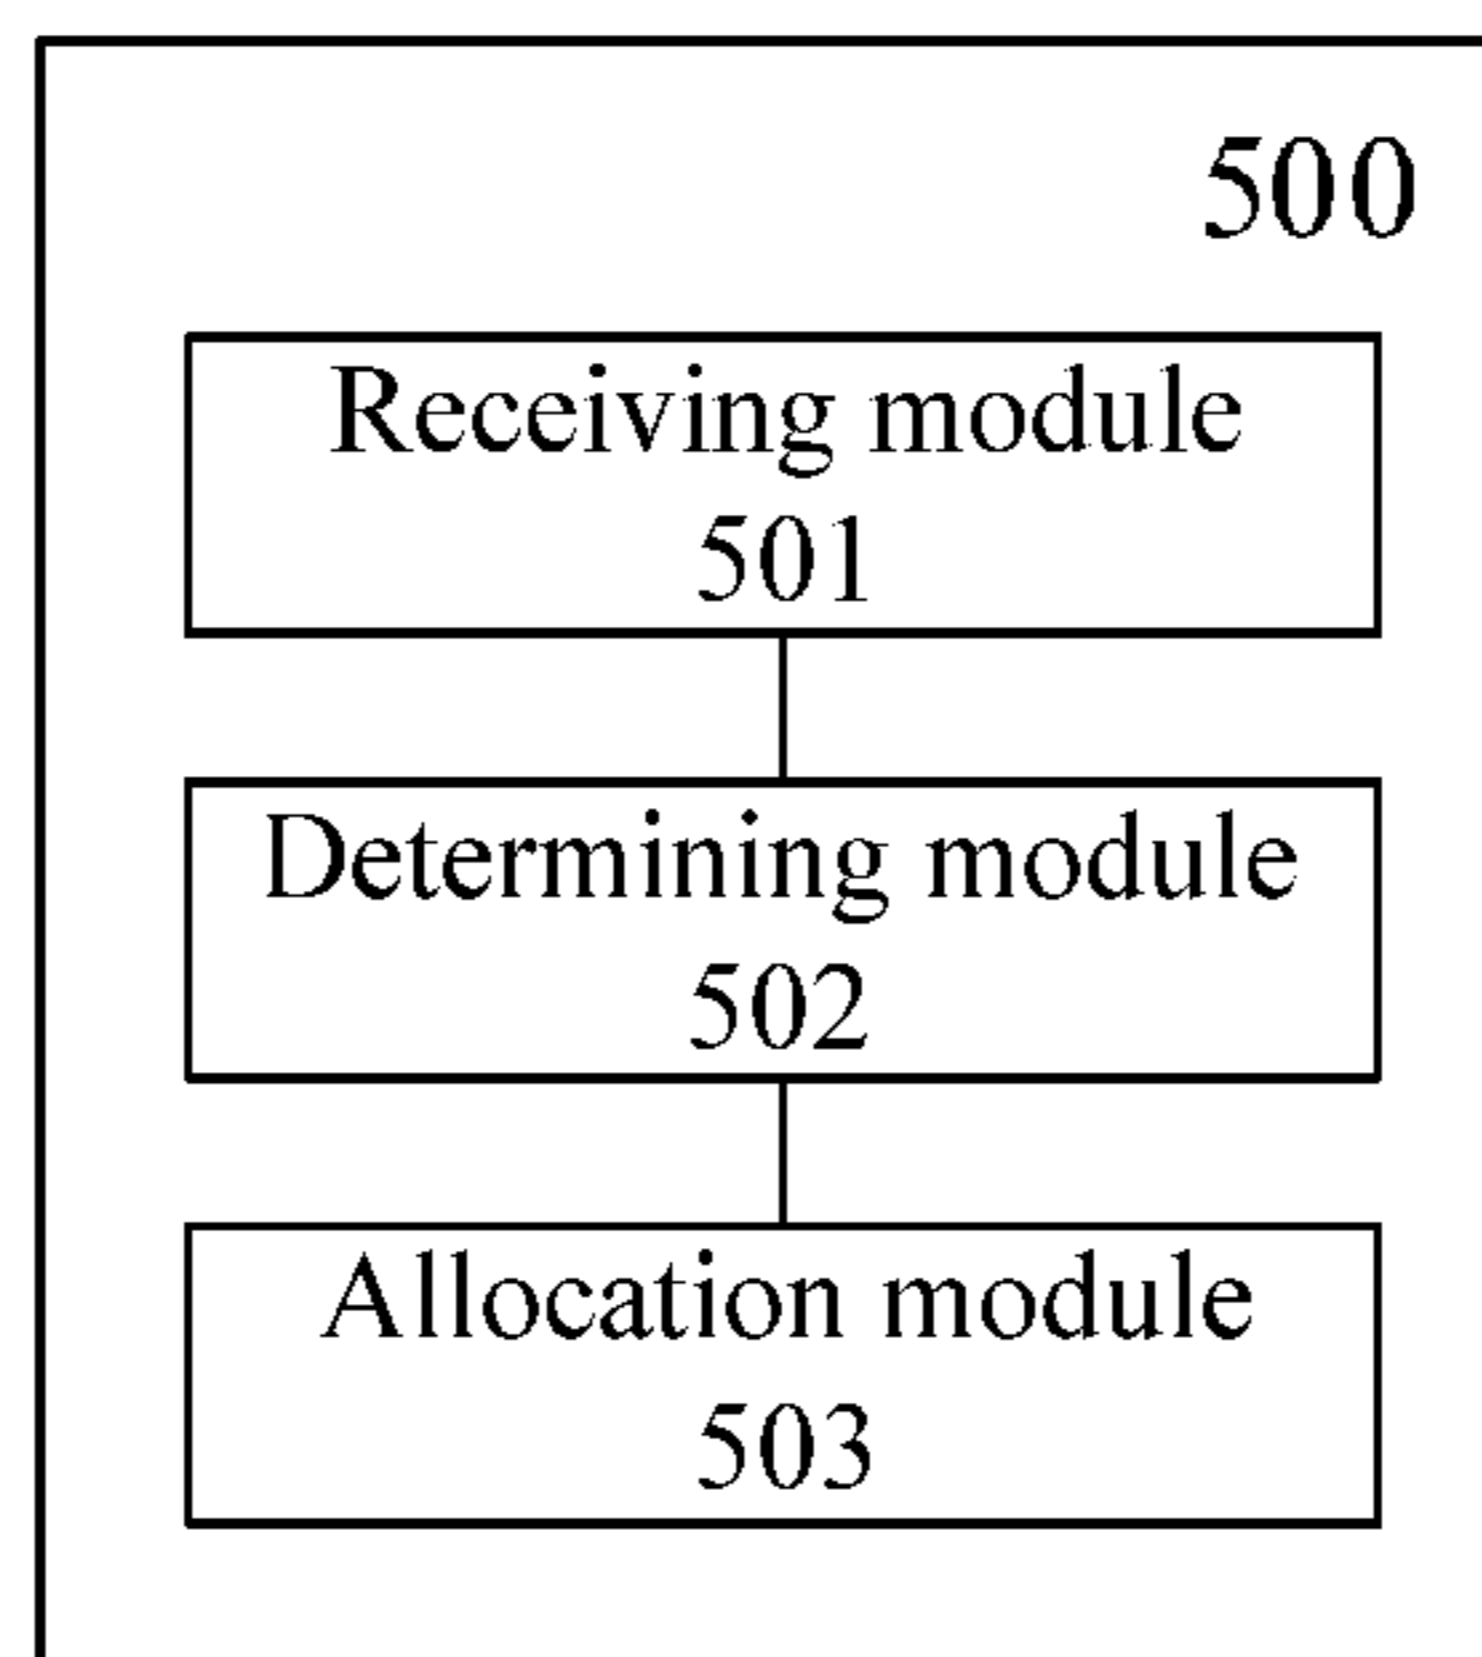 500
Receiving module
501
Determining module
502
Allocation module
503